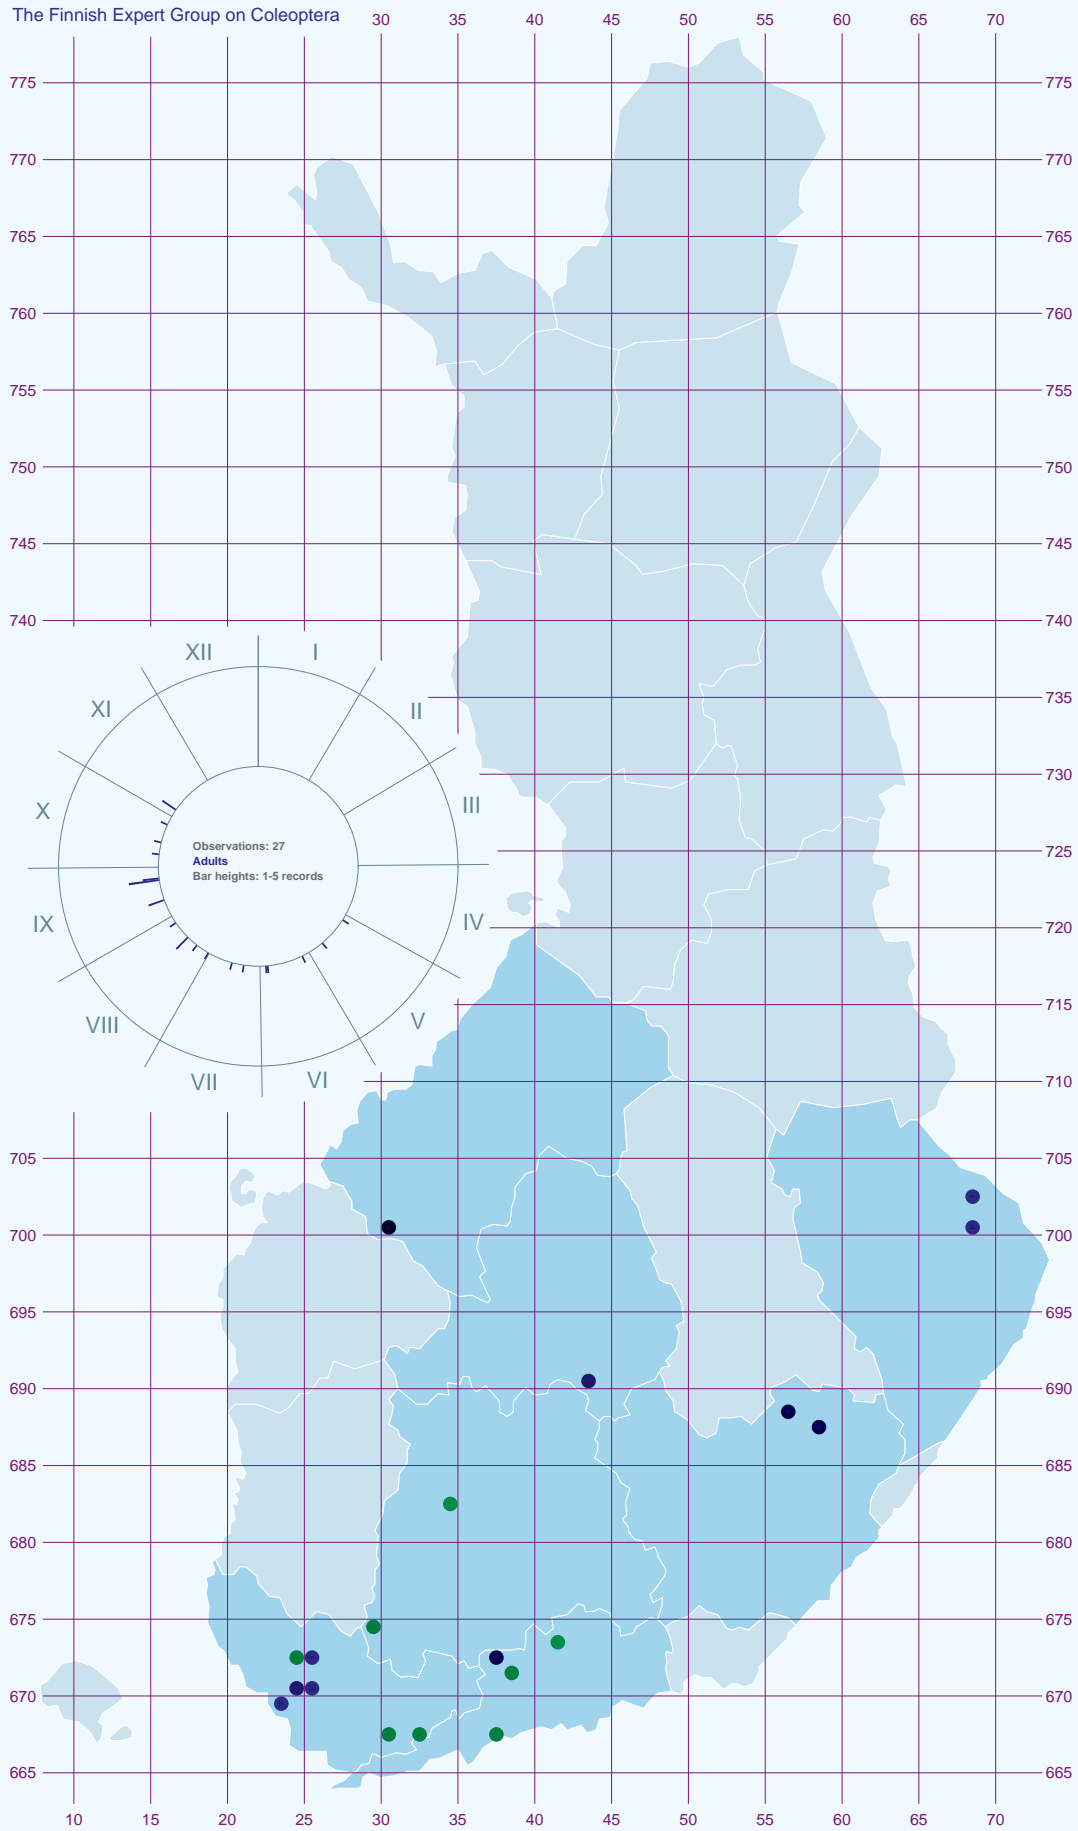 The Finnish Expert Group on Coleoptera 30 35 40 45 50 55 60 65 70
775 775
770 770
765 765
760 760
755 755
750 750
745 745
740 740
XII I
XI II
735
730
X III
Observations: 27
Adults
Bar heights: 1-5 records
725
IX IV 720
VIII V
715
VII VI 710
705 705
700 700
695 695
690 690
685 685
680 680
675 675
670 670
665 665
10 15 20 25 30 35 40 45 50 55 60 65 70